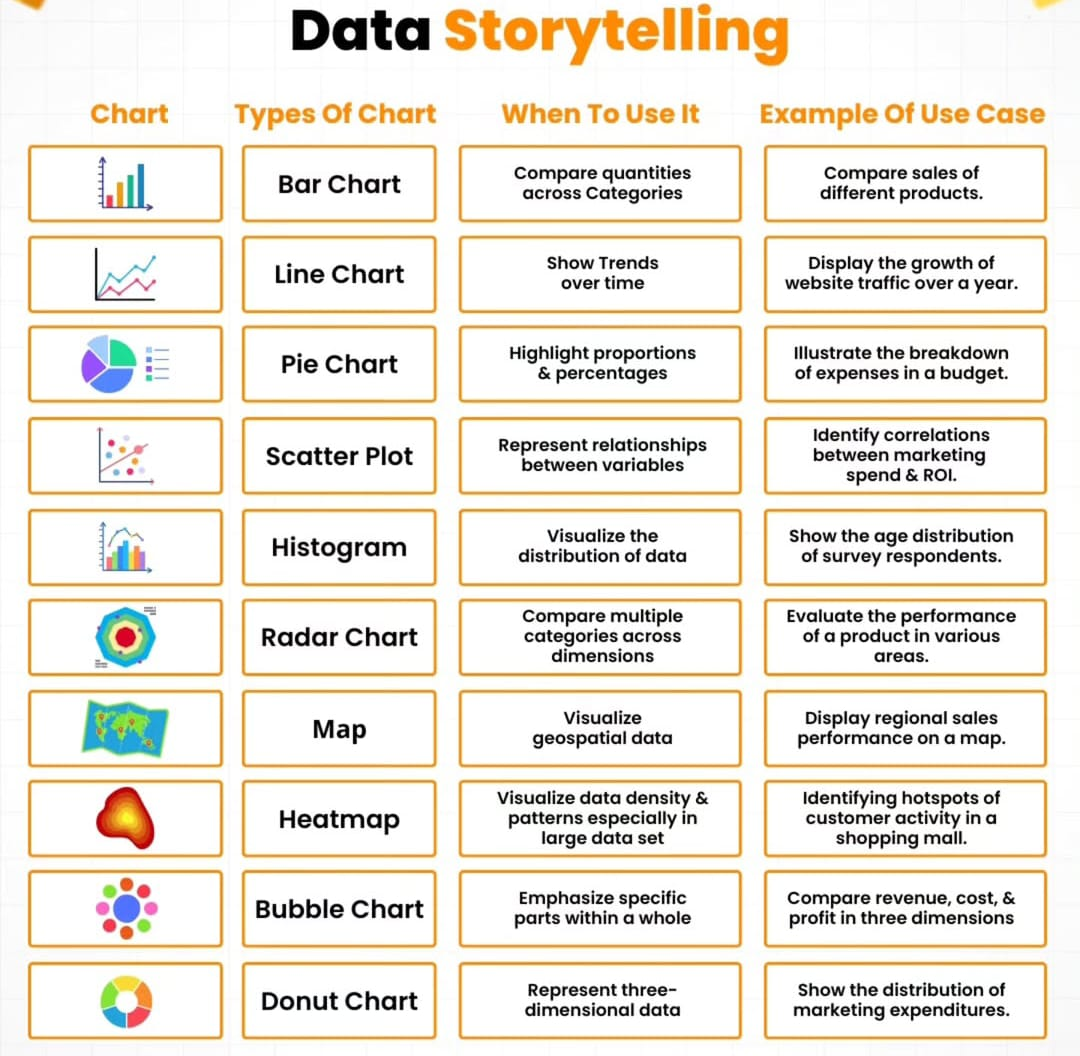 Data Storytelling
Chart Types Of Chart When To Use It Example Of Use Case
Bar Chart
Compare quantities
across Categories
Compare sales of
different products.
Line Chart
Show Trends
over time
Display the growth of
website traffic over a year.
Pie Chart
Highlight proportions
& percentages
Illustrate the breakdown
of expenses in a budget.
Scatter Plot
Represent relationships
between variables
Identify correlations
between marketing
spend & ROI.
Histogram
Visualize the
distribution of data
Show the age distribution
of survey respondents.
Radar Chart
Compare multiple
categories across
dimensions
Evaluate the performance
of a product in various
areas.
Map
Visualize
geospatial data
Display regional sales
performance on a map.
Heatmap
Visualize data density &
patterns especially in
large data set
Identifying hotspots of
customer activity in a
shopping mall.
Bubble Chart
Emphasize specific
parts within a whole
Compare revenue, cost, &
profit in three dimensions
Donut Chart
Represent three-
dimensional data
Show the distribution of
marketing expenditures.